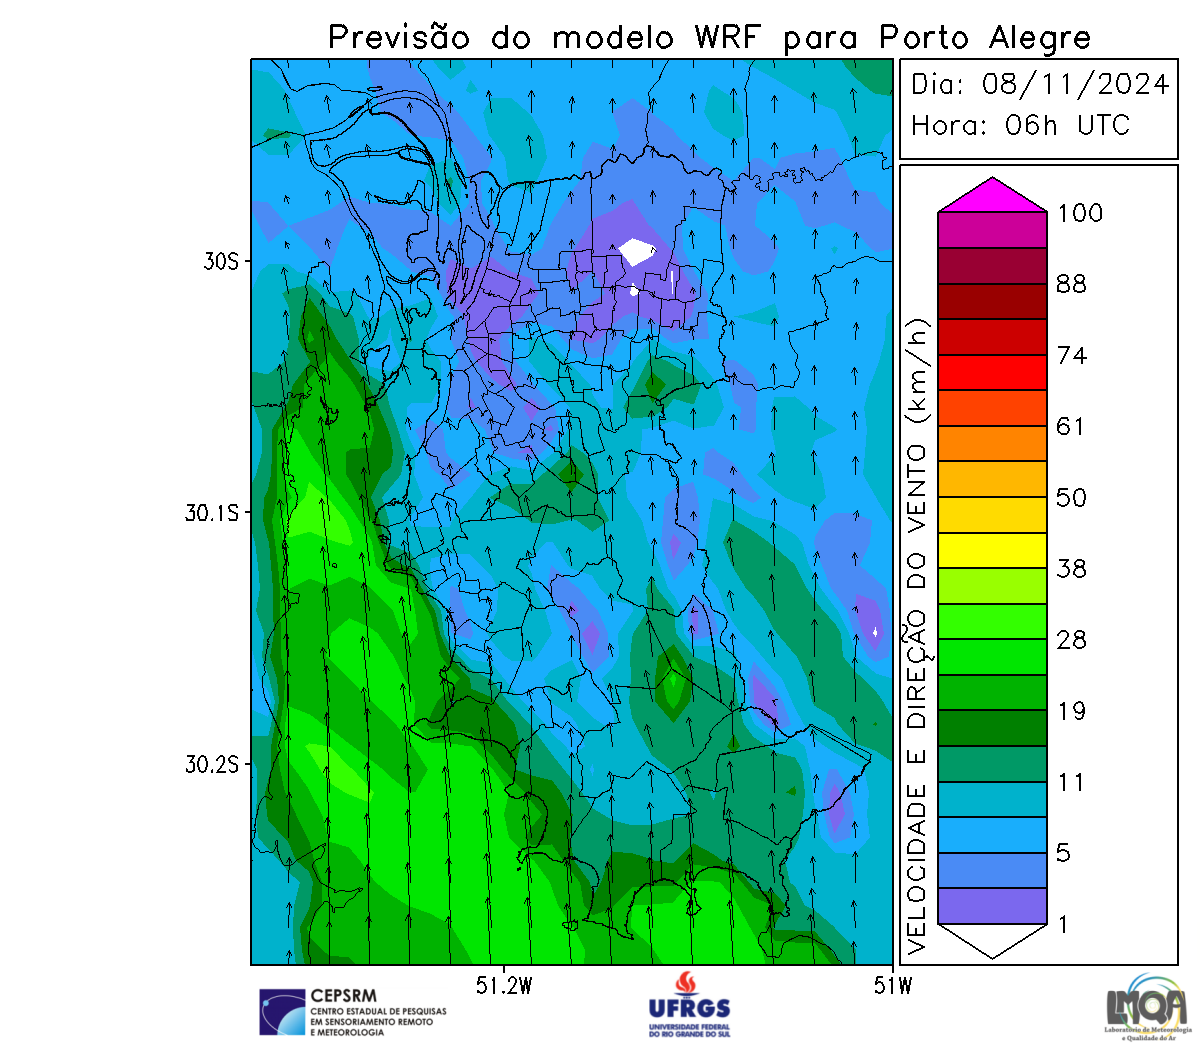 Previsão do modelo WRF para Porto Alegre
Dia: 08/11/2024
Hora: 06h UTC
30S
30.1S
30.2S
51.2W
51W
VELOCIDADE E DIREÇÃO DO VENTO (km/h)
100
88
74
61
50
38
28
19
11
5
1
CEPSRM
CENTRO ESTADUAL DE PESQUISAS
EM SENSORIAMENTO REMOTO
E METEOROLOGIA
UFRGS
UNIVERSIDADE FEDERAL
DO RIO GRANDE DO SUL
LMQA
Laboratório de Meteorologia
e Qualidade do Ar